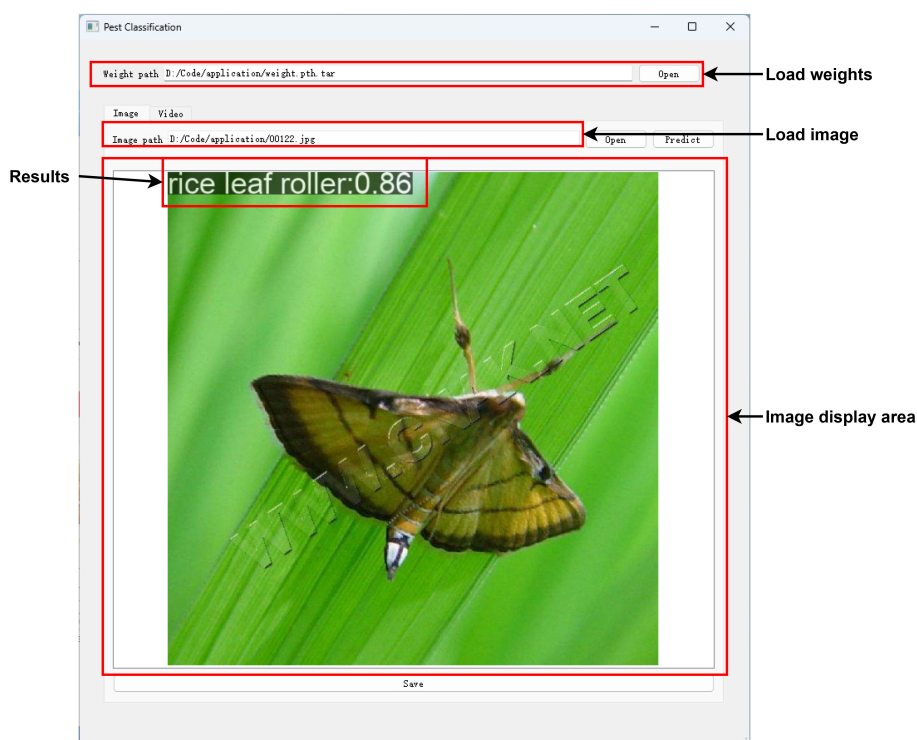 Pest Classification
Weight path D:/Code/application/weight.pth.tar Open
Load weights
Image Video
Image path D:/Code/application/00122.jpg Open Predict
Load image
Results
rice leaf roller:0.86
Image display area
Save